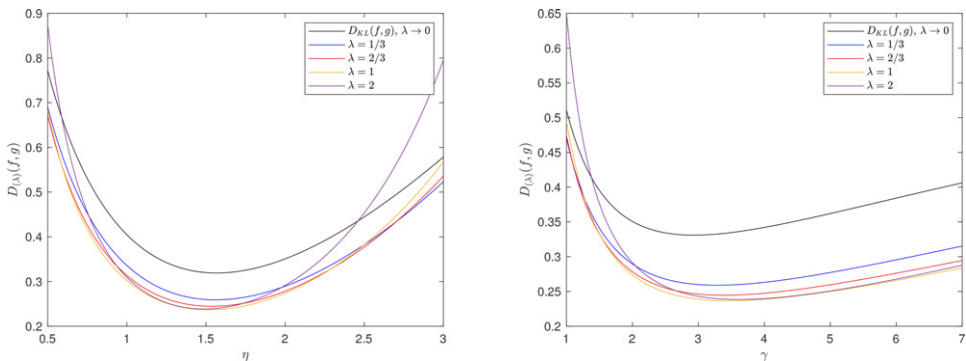 0.9
0.8
0.7
0.6
0.5
0.4
0.3
0.2
D(λ)(f, g)
0.5 1 1.5 2 2.5 3
η
D_KL(f, g), λ → 0
λ = 1/3
λ = 2/3
λ = 1
λ = 2
0.65
0.6
0.55
0.5
0.45
0.4
0.35
0.3
0.25
0.2
D(λ)(f, g)
1 2 3 4 5 6 7
γ
D_KL(f, g), λ → 0
λ = 1/3
λ = 2/3
λ = 1
λ = 2